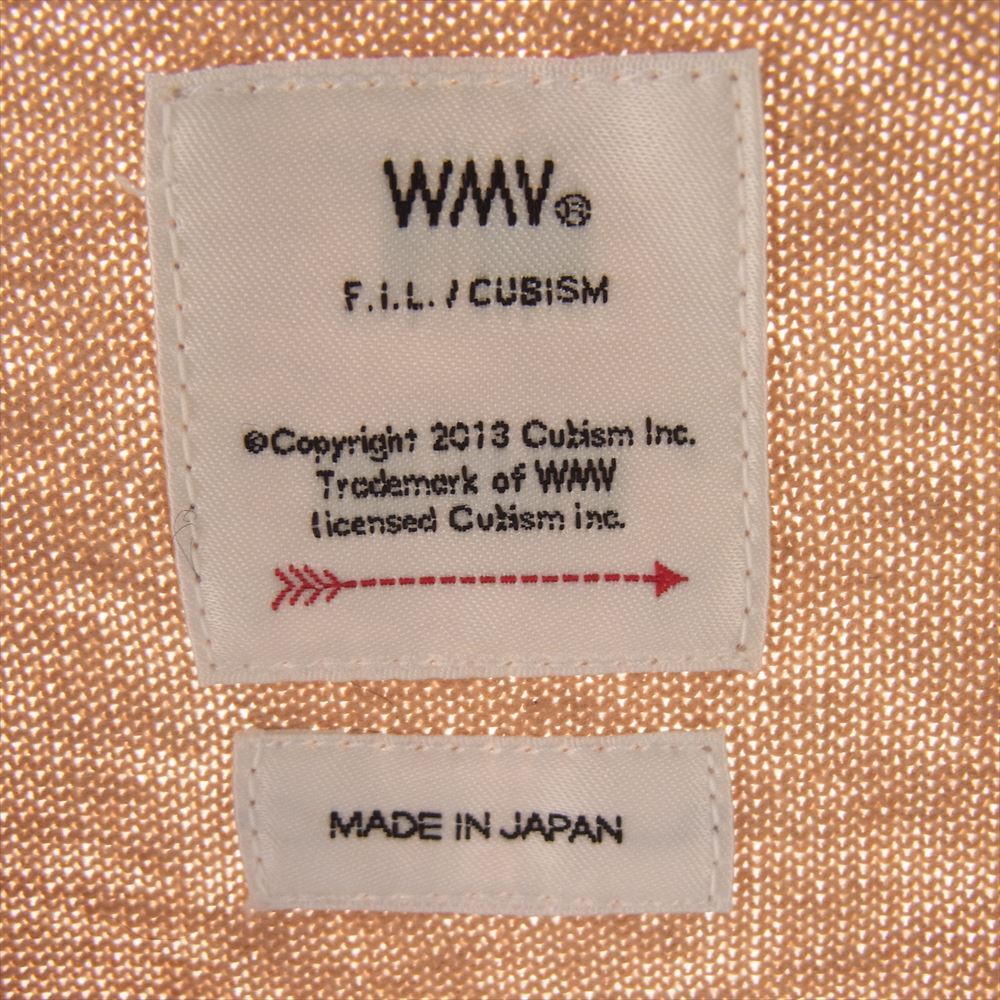 WMV®
F.i.L. / CUBISM
©Copyright 2013 Cubism Inc.
Trademark of WMV
Licensed Cubism inc.
MADE IN JAPAN